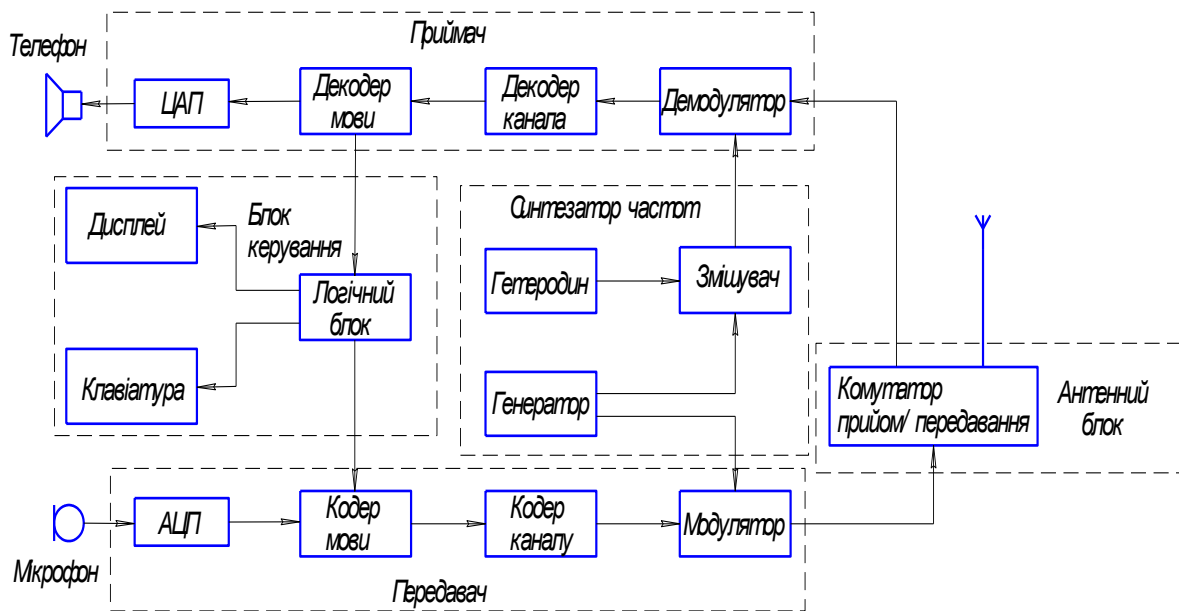 Приймач
Телефон
ЦАП
Декодер
мови
Декодер
канала
Демодулятор
Дисплей
Блок
керування
Синтезатор частот
Логічний
блок
Гетеродин
Змішувач
Клавіатура
Генератор
Комутатор
прийом/ передавання
Антенний
блок
АЦП
Кодер
мови
Кодер
каналу
Модулятор
Мікрофон
Передавач